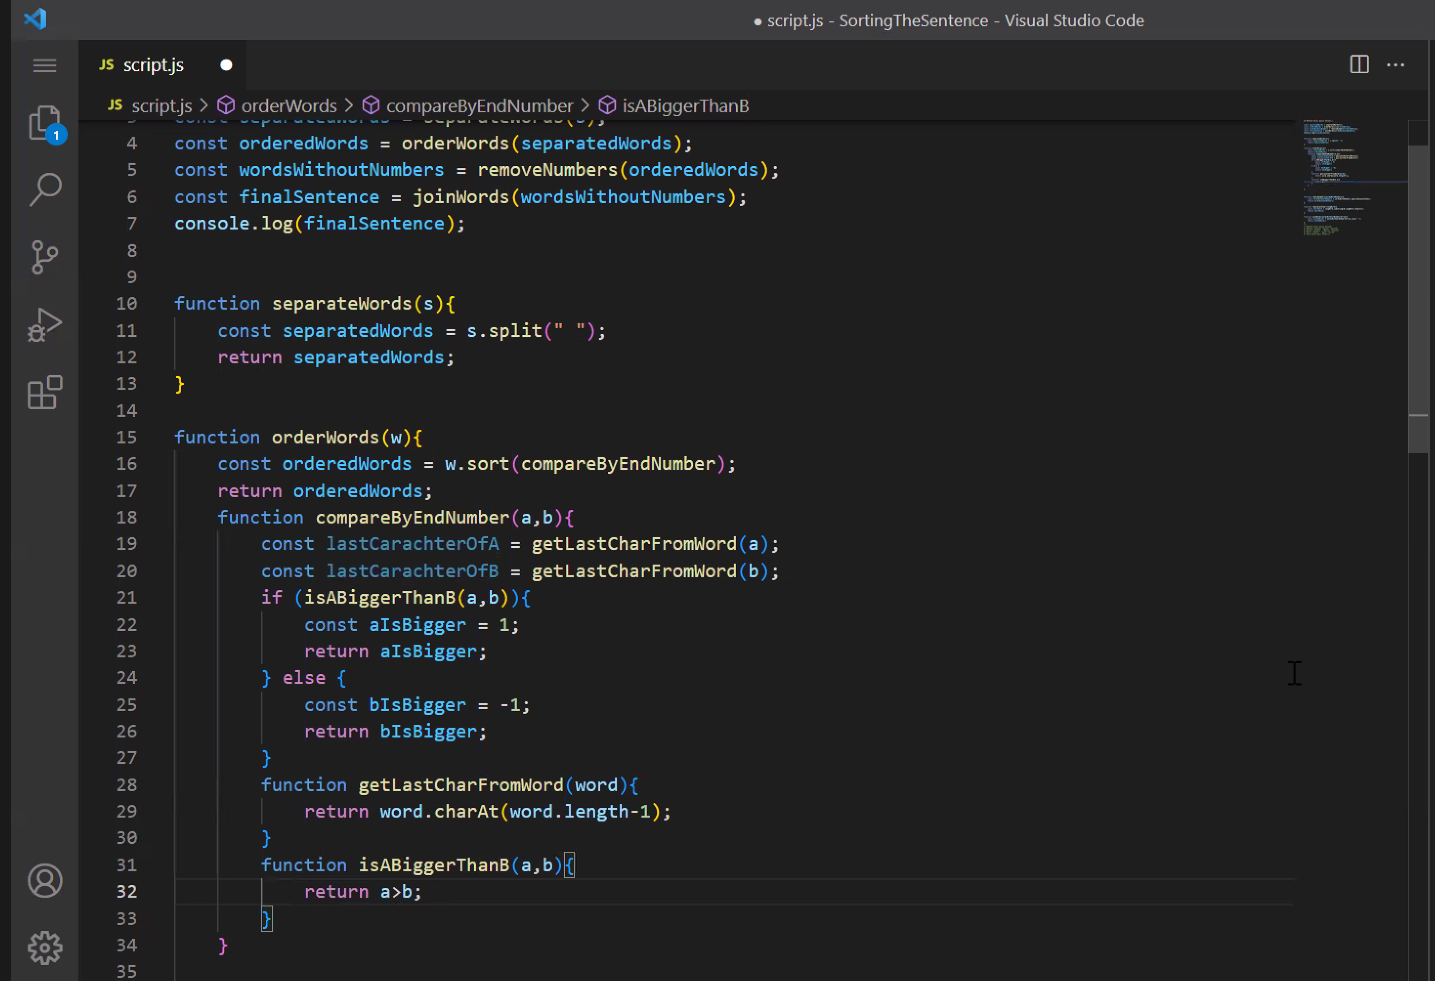 ● script.js - SortingTheSentence - Visual Studio Code
JS script.js ●
JS script.js > orderWords > compareByEndNumber > isABiggerThanB
1
3 const separatedWords = separateWords(s);
4 const orderedWords = orderWords(separatedWords);
5 const wordsWithoutNumbers = removeNumbers(orderedWords);
6 const finalSentence = joinWords(wordsWithoutNumbers);
7 console.log(finalSentence);
8
9
10 function separateWords(s){
11 const separatedWords = s.split(" ");
12 return separatedWords;
13 }
14
15 function orderWords(w){
16 const orderedWords = w.sort(compareByEndNumber);
17 return orderedWords;
18 function compareByEndNumber(a,b){
19 const lastCarachterOfA = getLastCharFromWord(a);
20 const lastCarachterOfB = getLastCharFromWord(b);
21 if (isABiggerThanB(a,b)){
22 const aIsBigger = 1;
23 return aIsBigger;
24 } else {
25 const bIsBigger = -1;
26 return bIsBigger;
27 }
28 function getLastCharFromWord(word){
29 return word.charAt(word.length-1);
30 }
31 function isABiggerThanB(a,b){
32 return a>b;
33 }
34 }
35